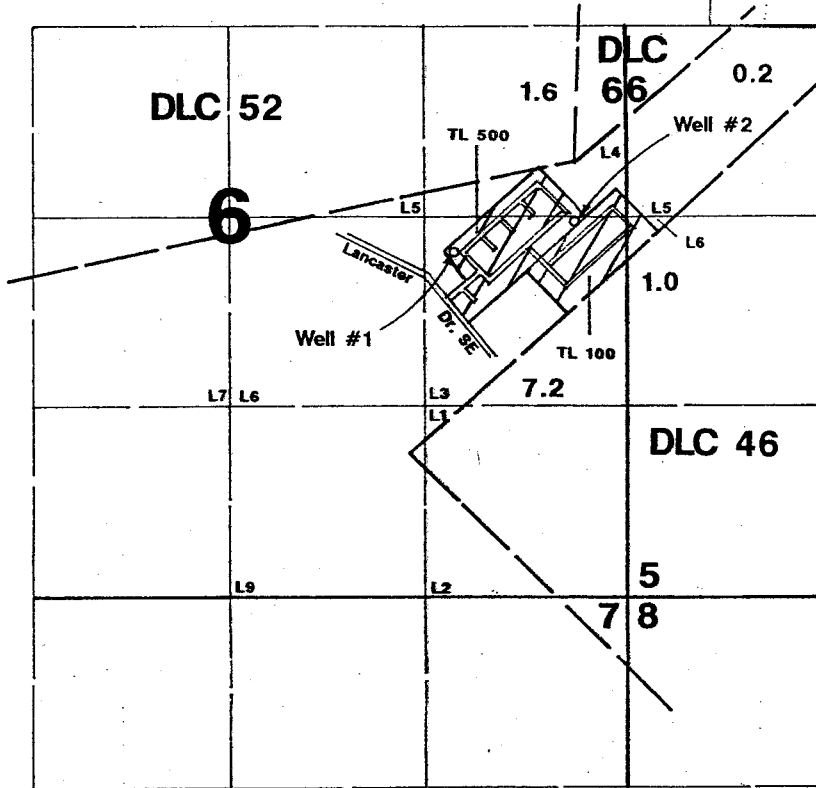 DLC
66
0.2
1.6
DLC 52
Well #2
TL 500
L4
6
L5
L5
L6
Lancaster
Dr. SE
1.0
Well #1
TL 100
7.2
L7
L6
L3
L1
DLC 46
5
L9
L2
7
8